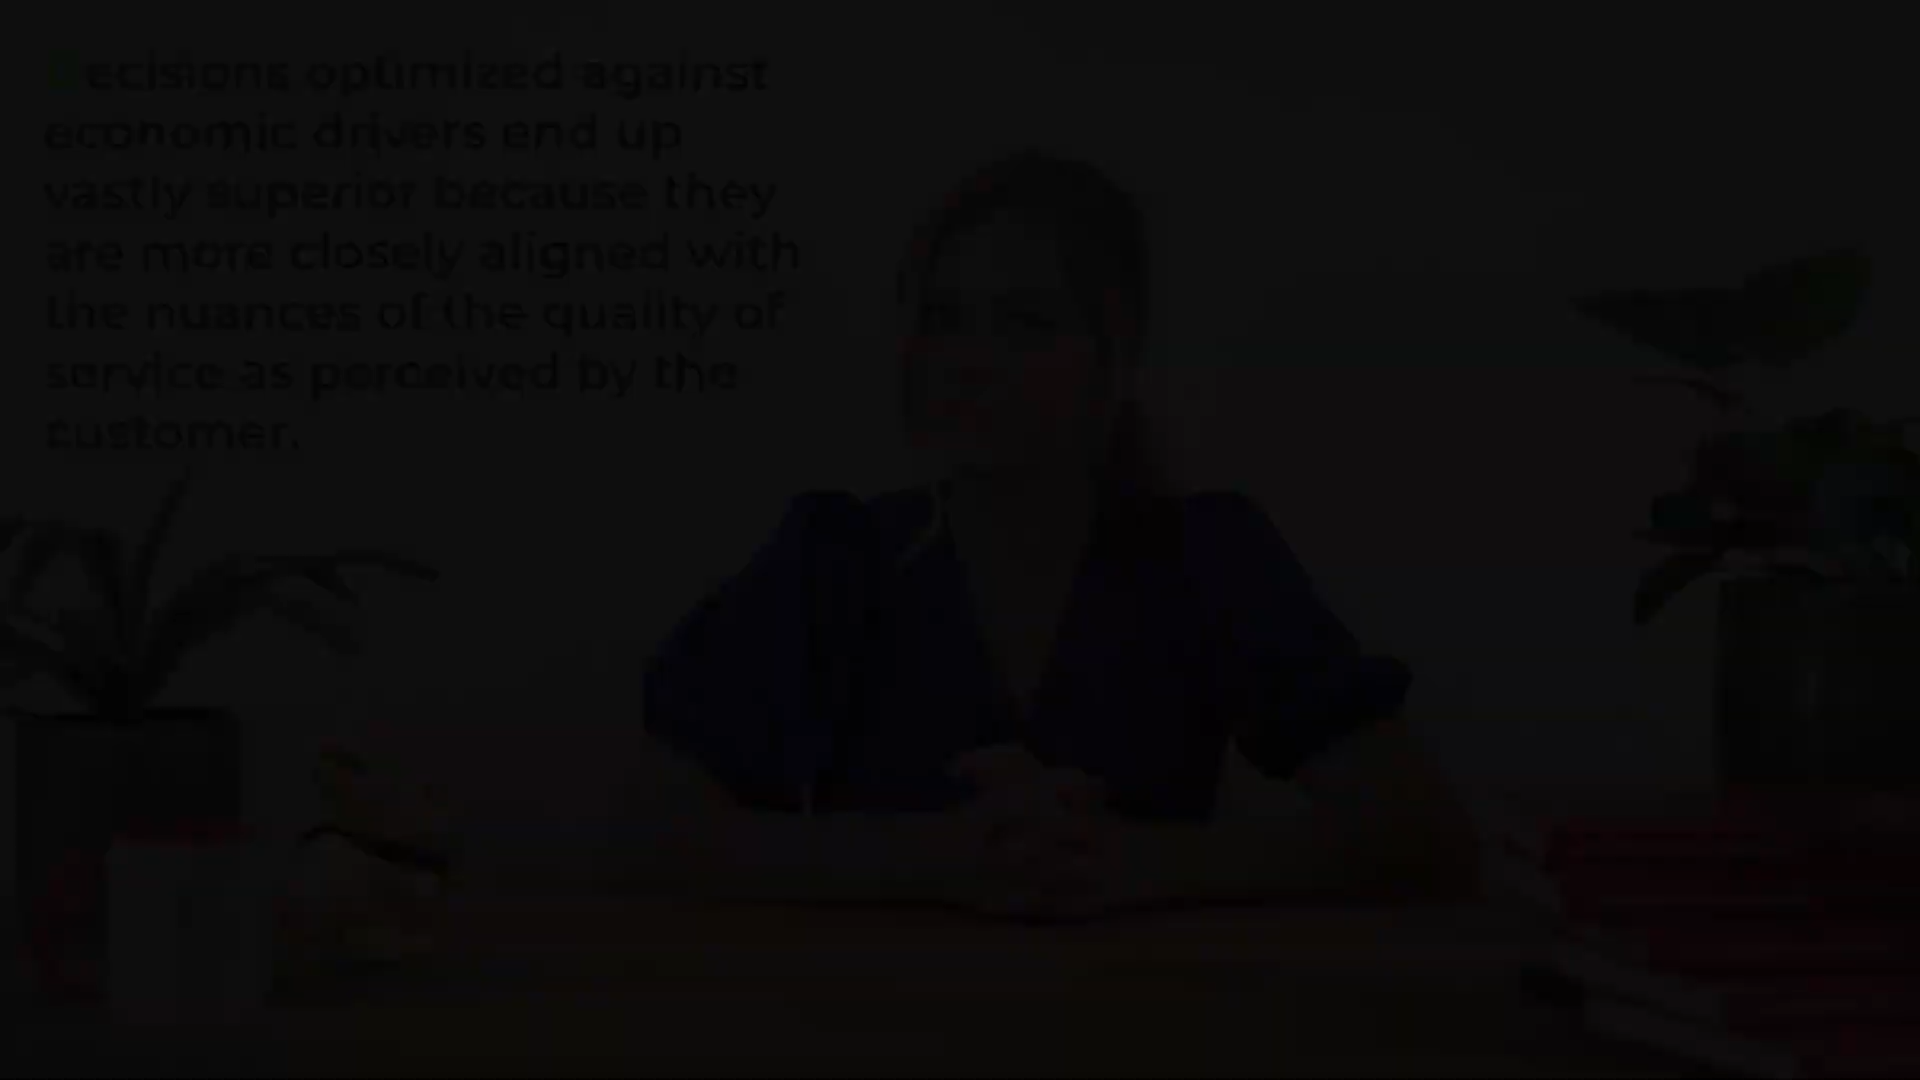 Decisions optimized against
economic drivers end up
vastly superior because they
are more closely aligned with
the nuances of the quality of
service as perceived by the
customer.